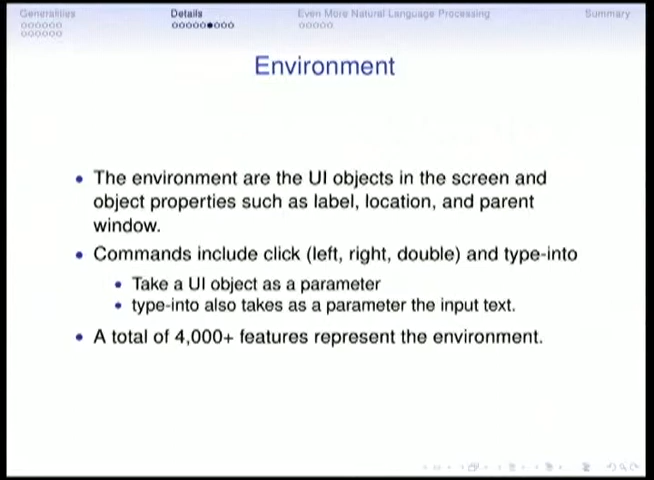 Generalities
Details
Even More Natural Language Processing
Summary
Environment
• The environment are the UI objects in the screen and
object properties such as label, location, and parent
window.
• Commands include click (left, right, double) and type-into
• Take a UI object as a parameter
• type-into also takes as a parameter the input text.
• A total of 4,000+ features represent the environment.